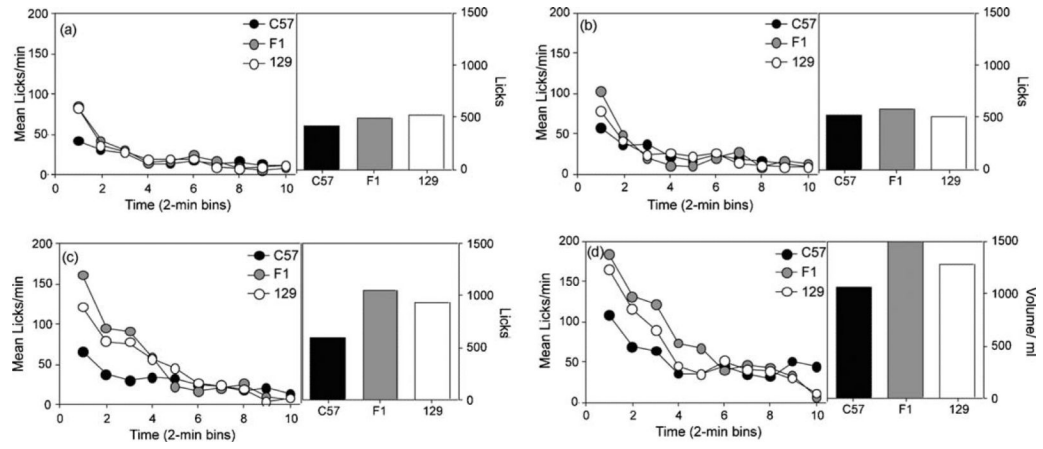 (a)
C57
F1
129
Mean Licks/min
200
150
100
50
0
0 2 4 6 8 10
Time (2-min bins)
1500
1000
500
0
Licks
C57 F1 129
(b)
C57
F1
129
Mean Licks/min
200
150
100
50
0
0 2 4 6 8 10
Time (2-min bins)
1500
1000
500
0
Licks
C57 F1 129
(c)
C57
F1
129
Mean Licks/min
200
150
100
50
0
0 2 4 6 8 10
Time (2-min bins)
1500
1000
500
0
Licks
C57 F1 129
(d)
C57
F1
129
Mean Licks/min
200
150
100
50
0
0 2 4 6 8 10
Time (2-min bins)
1500
1000
500
0
Volume/ ml
C57 F1 129